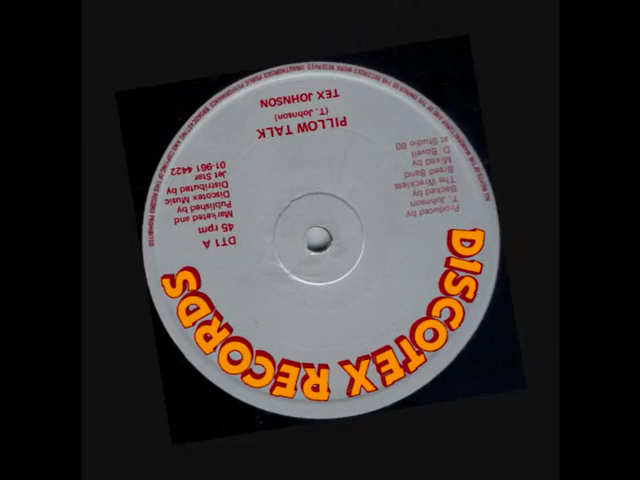 DISCOTEX RECORDS
Produced by
T. Johnson
Backed by
The Wreckless
Breed Band
Mixed by
D. Bovell
at Studio 80
DT1 A
45 rpm
Marketed and
Published by
Discotex Music
Distributed by
Jet Star
01-961 4422
PILLOW TALK
(T. Johnson)
TEX JOHNSON